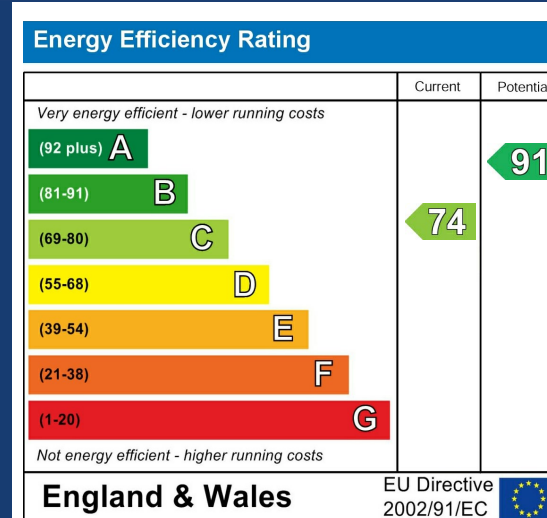 Energy Efficiency Rating
Current Potentia
Very energy efficient - lower running costs
(92 plus) A
91
(81-91) B
74
(69-80) C
(55-68) D
(39-54) E
(21-38) F
(1-20) G
Not energy efficient - higher running costs
England & Wales
EU Directive
2002/91/EC